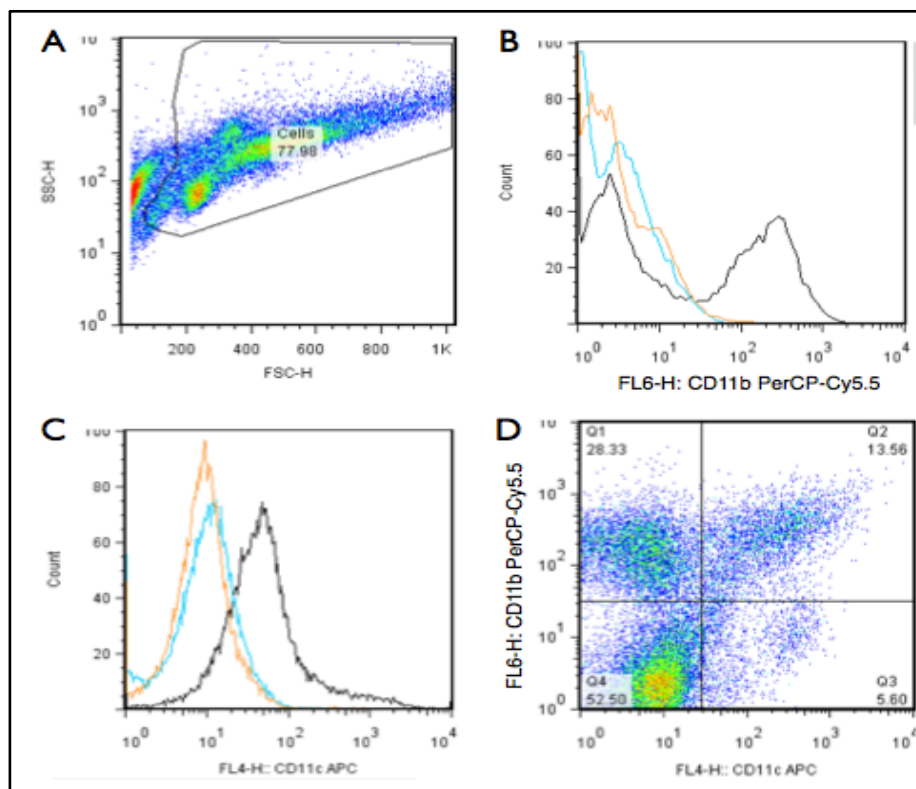 A
10
10³
10²
10¹
10⁰
SSC-H
Cells
77.98
200 400 600 800 1K
FSC-H
B
100
80
60
40
20
Count
10⁰ 10¹ 10² 10³ 10⁴
FL6-H: CD11b PerCP-Cy5.5
C
100
80
60
40
20
Count
10⁰ 10¹ 10² 10³ 10⁴
FL4-H:: CD11c APC
D
10
10³
10²
10¹
10⁰
FL6-H: CD11b PerCP-Cy5.5
Q1
28.33
Q2
13.56
Q4
52.50
Q3
5.60
10⁰ 10¹ 10² 10³ 10⁴
FL4-H:: CD11c APC